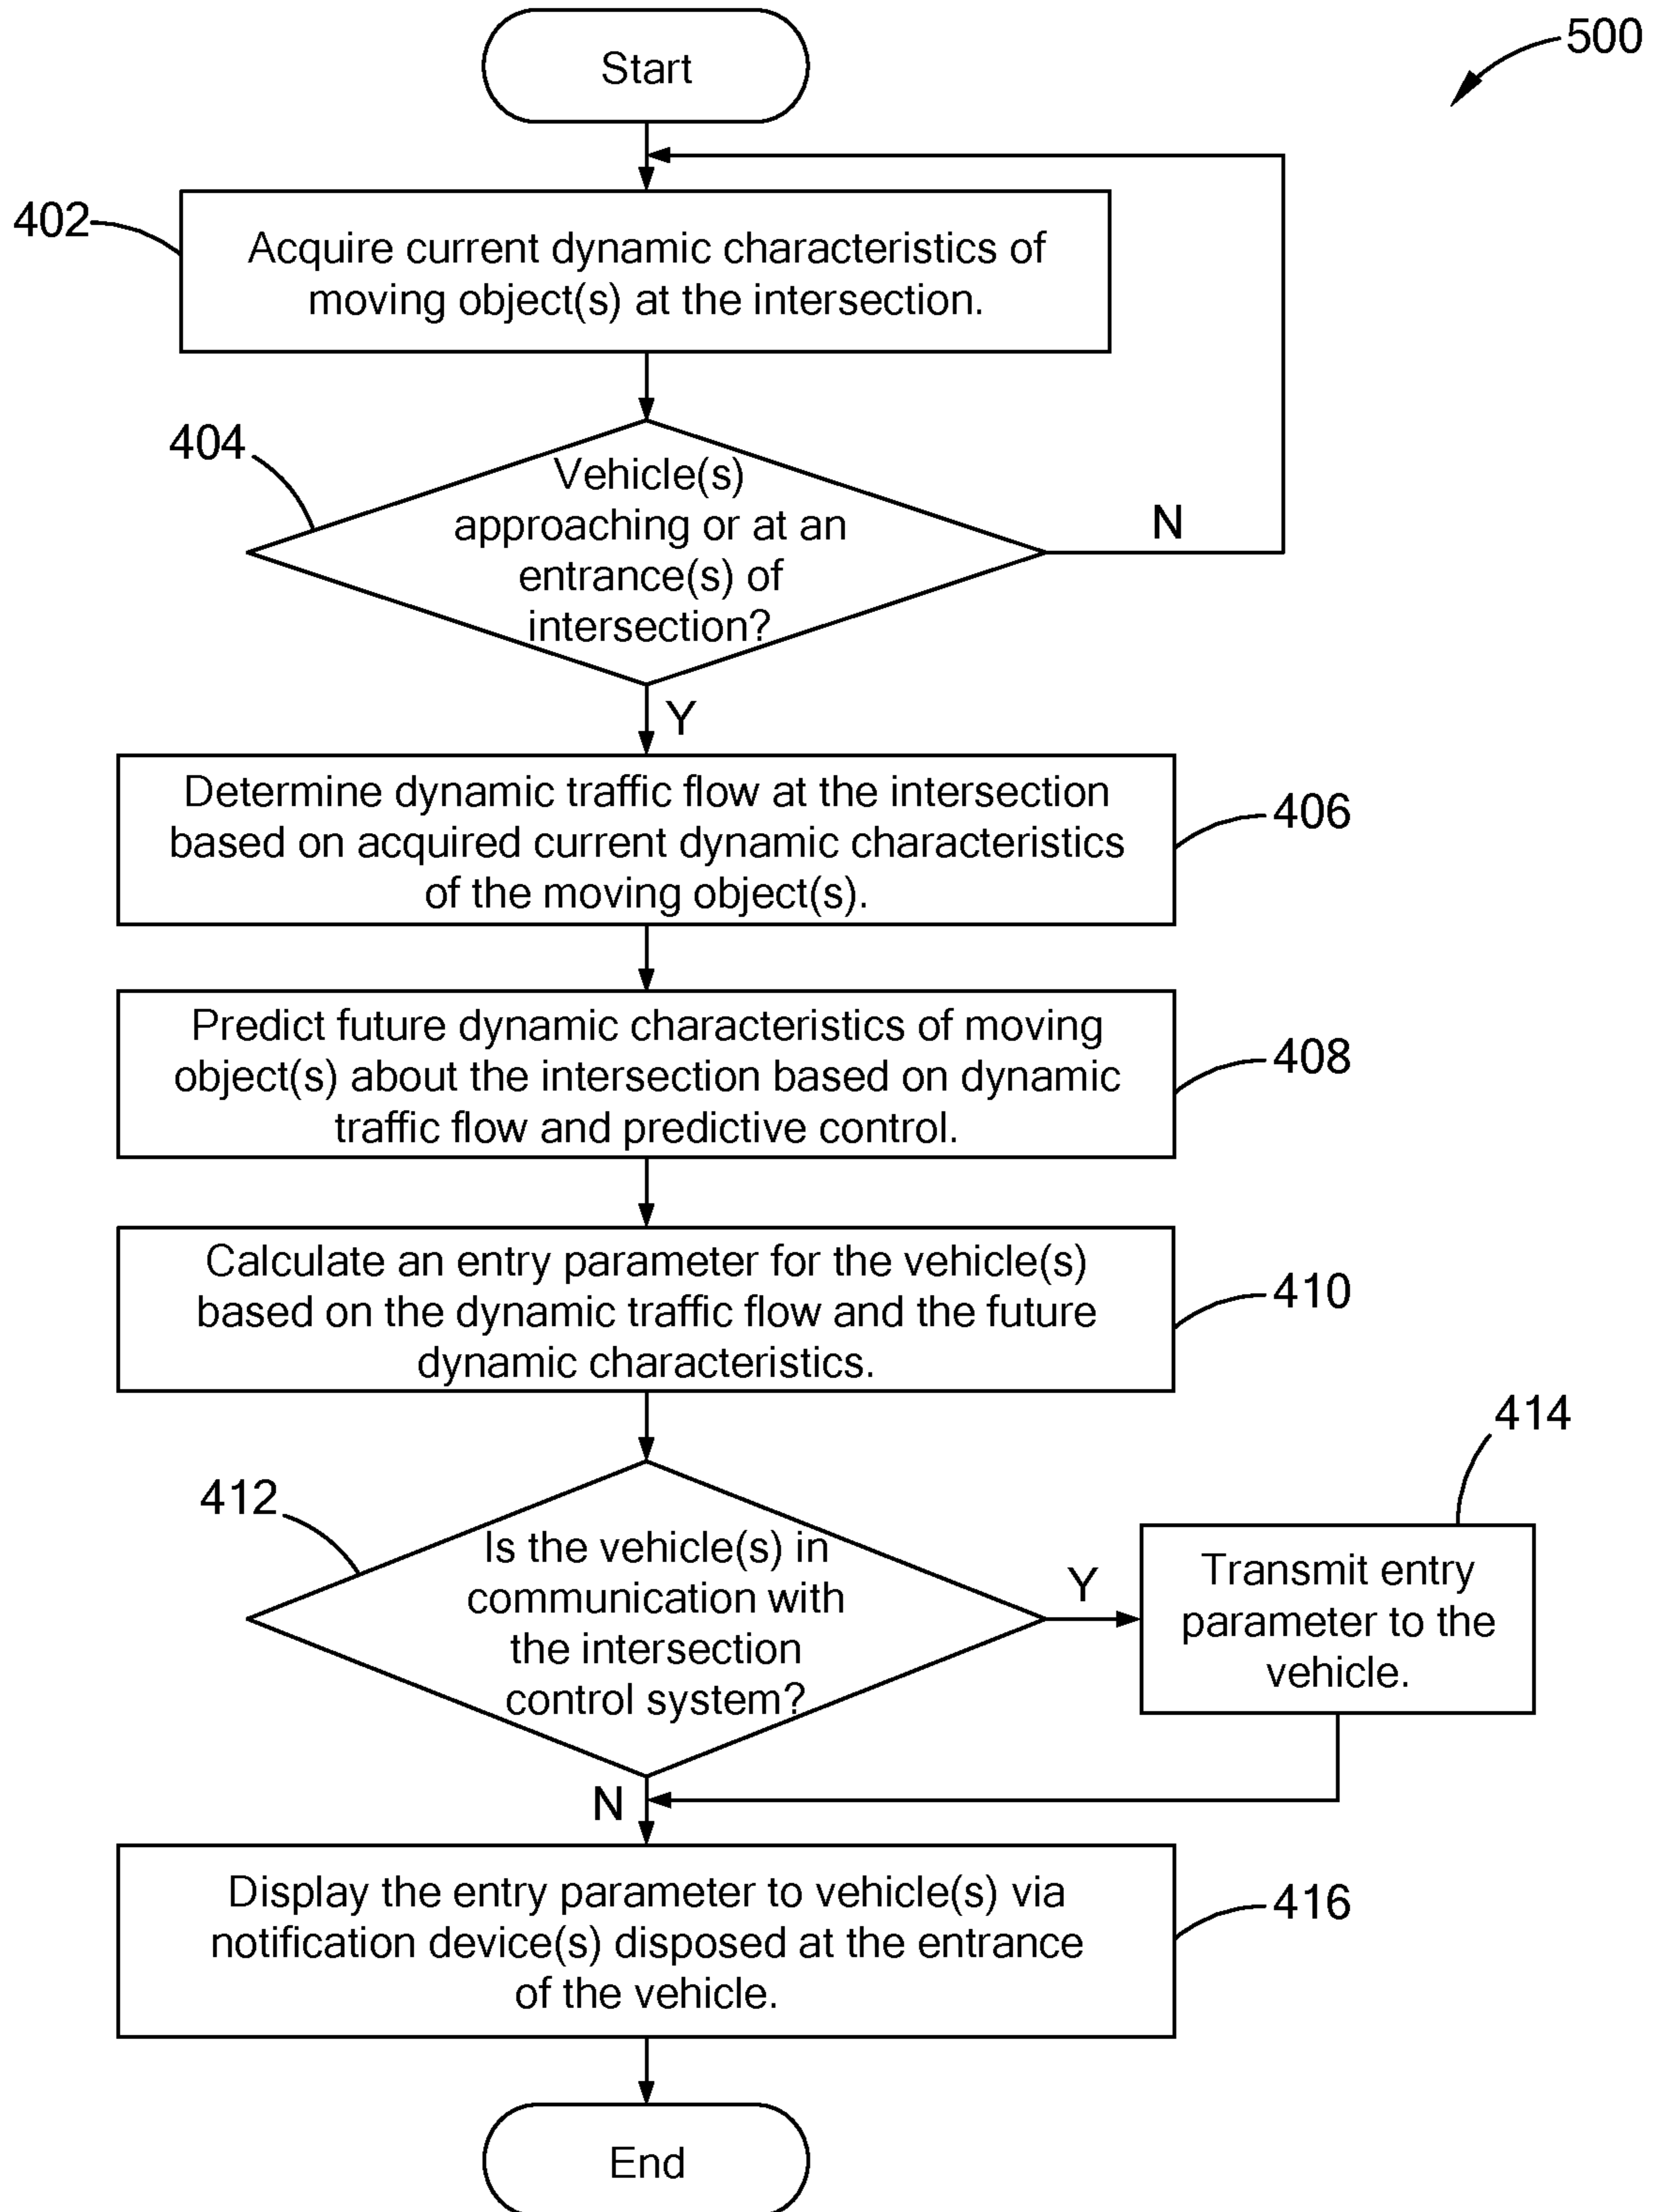 Start
500
402
Acquire current dynamic characteristics of
moving object(s) at the intersection.
404
Vehicle(s)
approaching or at an
entrance(s) of
intersection?
N
Y
Determine dynamic traffic flow at the intersection
based on acquired current dynamic characteristics
of the moving object(s).
406
Predict future dynamic characteristics of moving
object(s) about the intersection based on dynamic
traffic flow and predictive control.
408
Calculate an entry parameter for the vehicle(s)
based on the dynamic traffic flow and the future
dynamic characteristics.
410
412
Is the vehicle(s) in
communication with
the intersection
control system?
Y
414
Transmit entry
parameter to the
vehicle.
N
Display the entry parameter to vehicle(s) via
notification device(s) disposed at the entrance
of the vehicle.
416
End